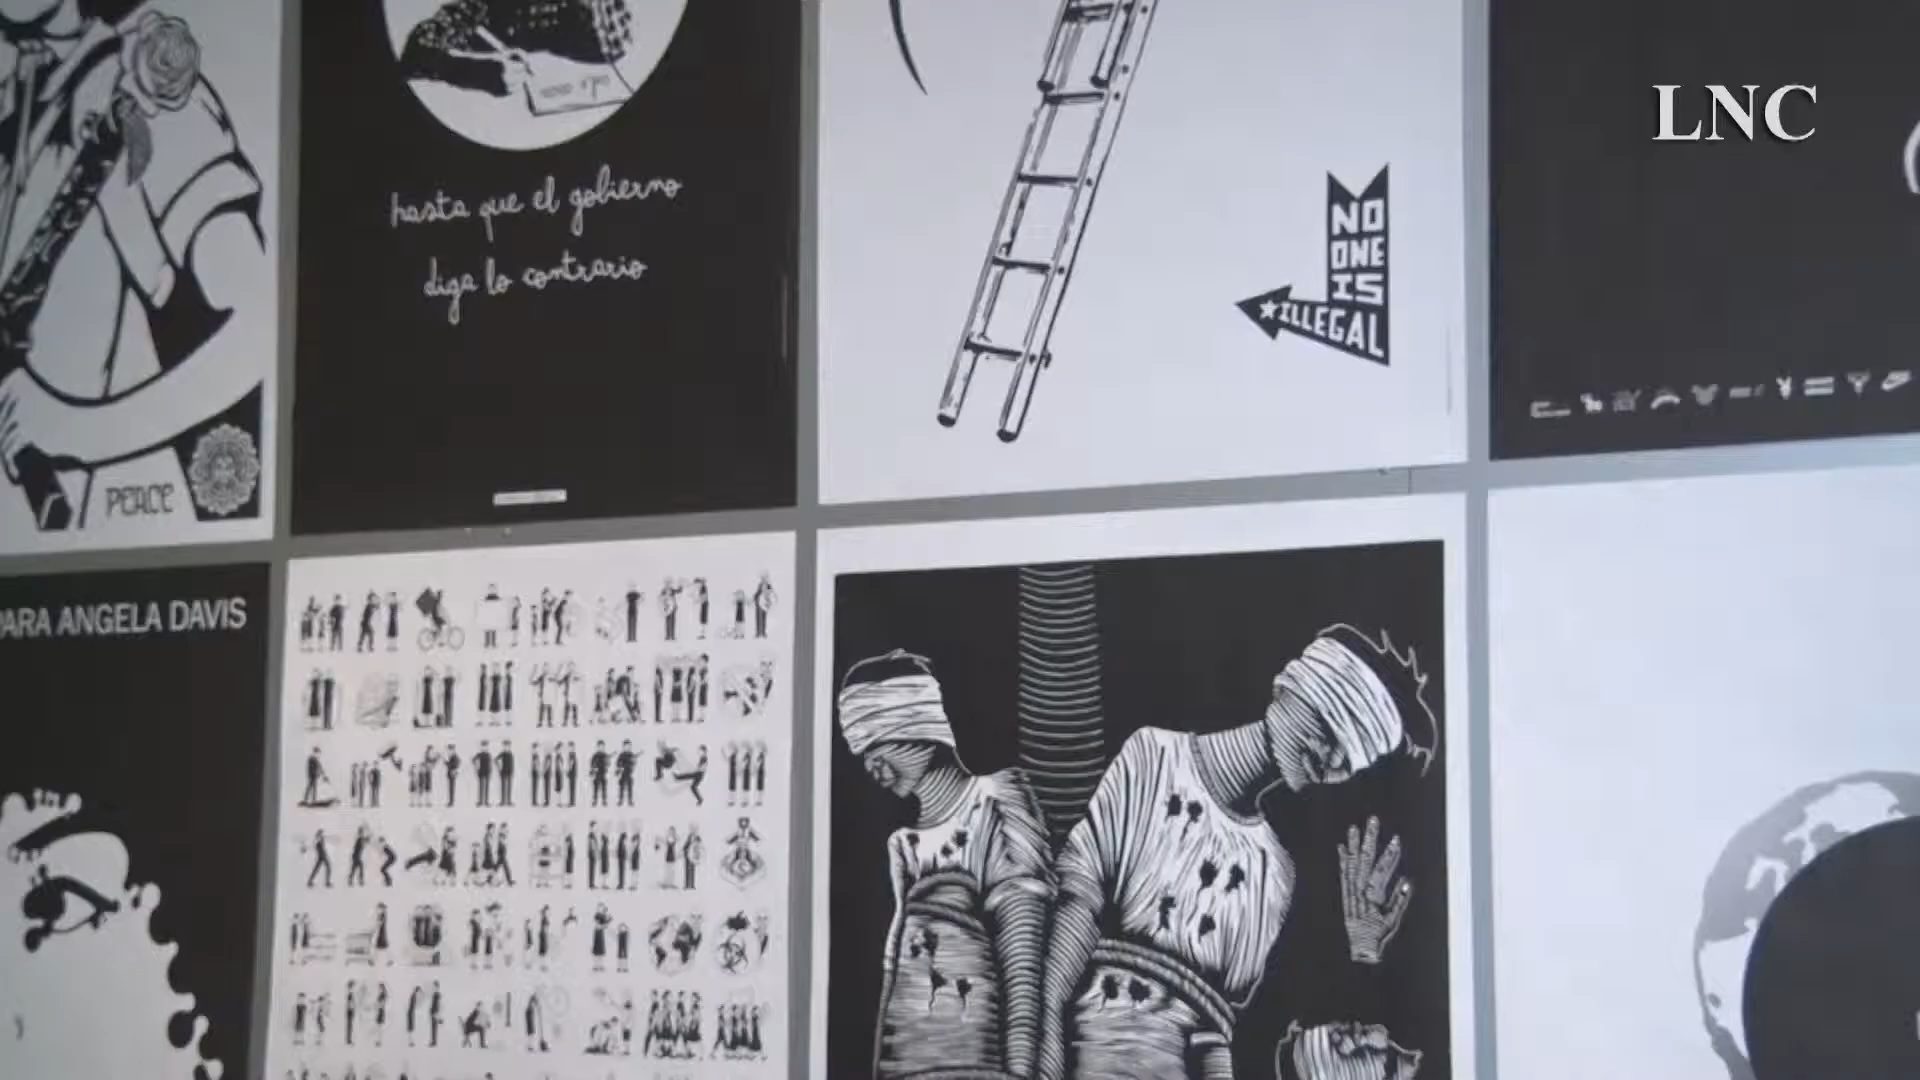 LNC
hasta que el gobierno
diga lo contrario
NO
ONE
IS
ILLEGAL
PEACE
PARA ANGELA DAVIS